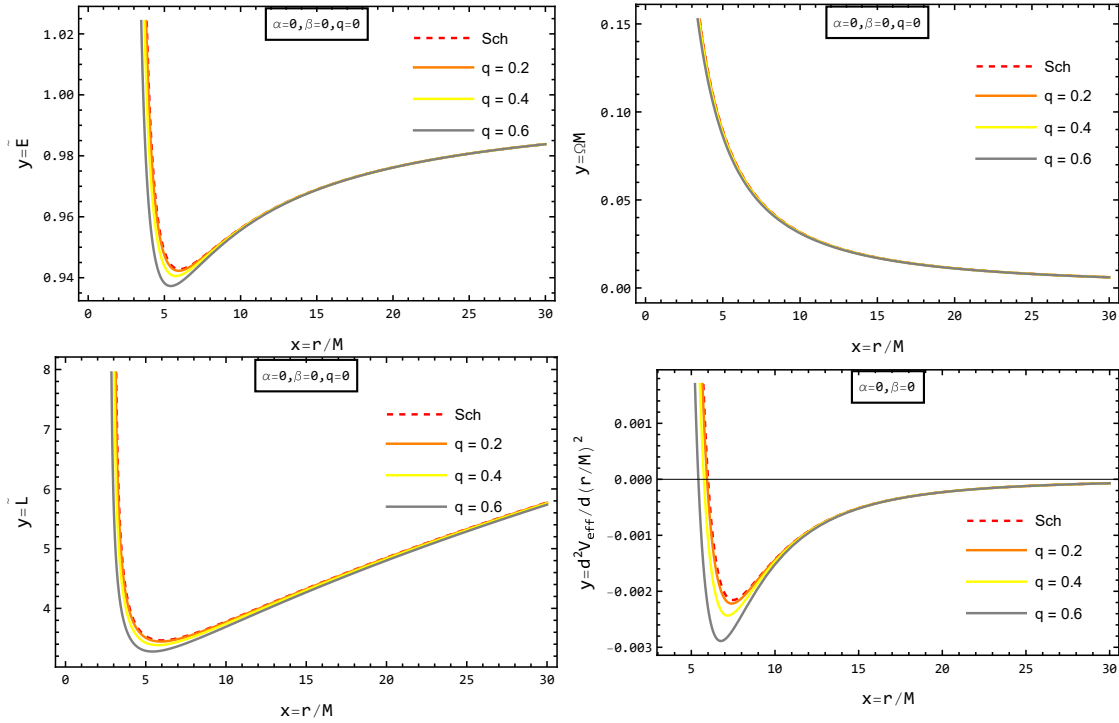 α=0,β=0,q=0
Sch
q = 0.2
q = 0.4
q = 0.6
1.02
1.00
0.98
0.96
0.94
y=Ẽ
0 5 10 15 20 25 30
x=r/M
α=0,β=0,q=0
Sch
q = 0.2
q = 0.4
q = 0.6
0.15
0.10
0.05
0.00
y=ΩM
0 5 10 15 20 25 30
x=r/M
α=0,β=0,q=0
Sch
q = 0.2
q = 0.4
q = 0.6
8
7
6
5
4
y=L̃
0 5 10 15 20 25 30
x=r/M
α=0,β=0
Sch
q = 0.2
q = 0.4
q = 0.6
0.001
0.000
-0.001
-0.002
-0.003
y=d²V_eff/d(r/M)²
5 10 15 20 25 30
x=r/M